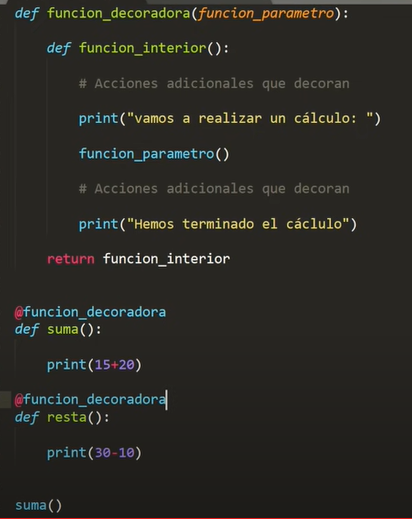 def funcion_decoradora(funcion_parametro):
def funcion_interior():
# Acciones adicionales que decoran
print("vamos a realizar un cálculo: ")
funcion_parametro()
# Acciones adicionales que decoran
print("Hemos terminado el cáclulo")
return funcion_interior
@funcion_decoradora
def suma():
print(15+20)
@funcion_decoradora
def resta():
print(30-10)
suma()